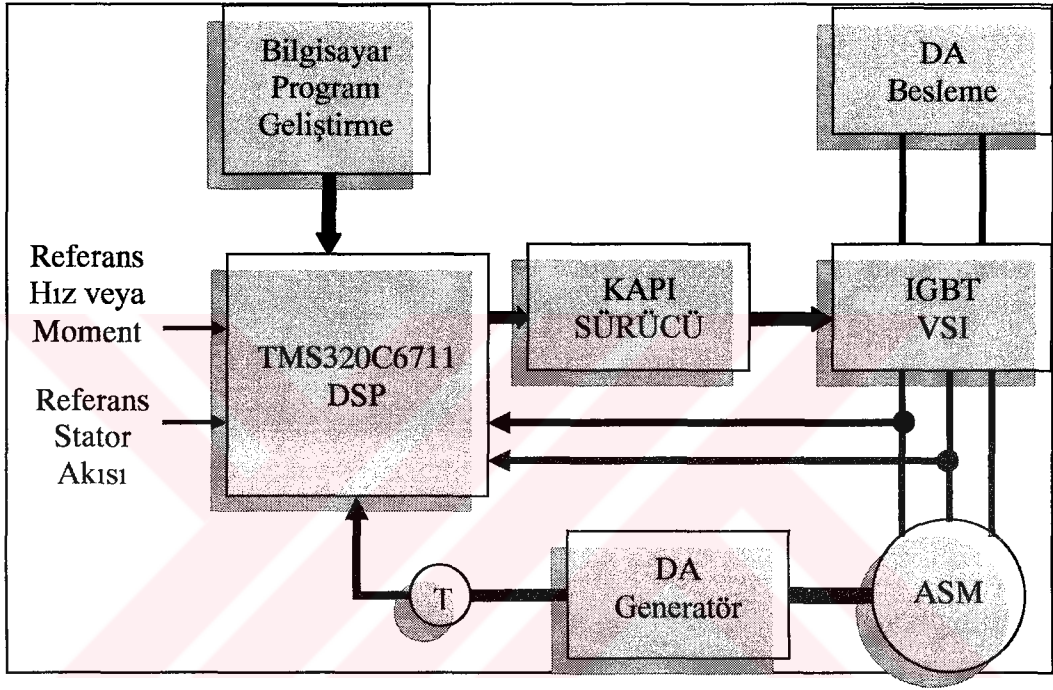 Bilgisayar
Program
Geliştirme
DA
Besleme
Referans
Hız veya
Moment
TMS320C6711
DSP
KAPI
SÜRÜCÜ
IGBT
VSI
Referans
Stator
Akısı
T
DA
Generatör
ASM